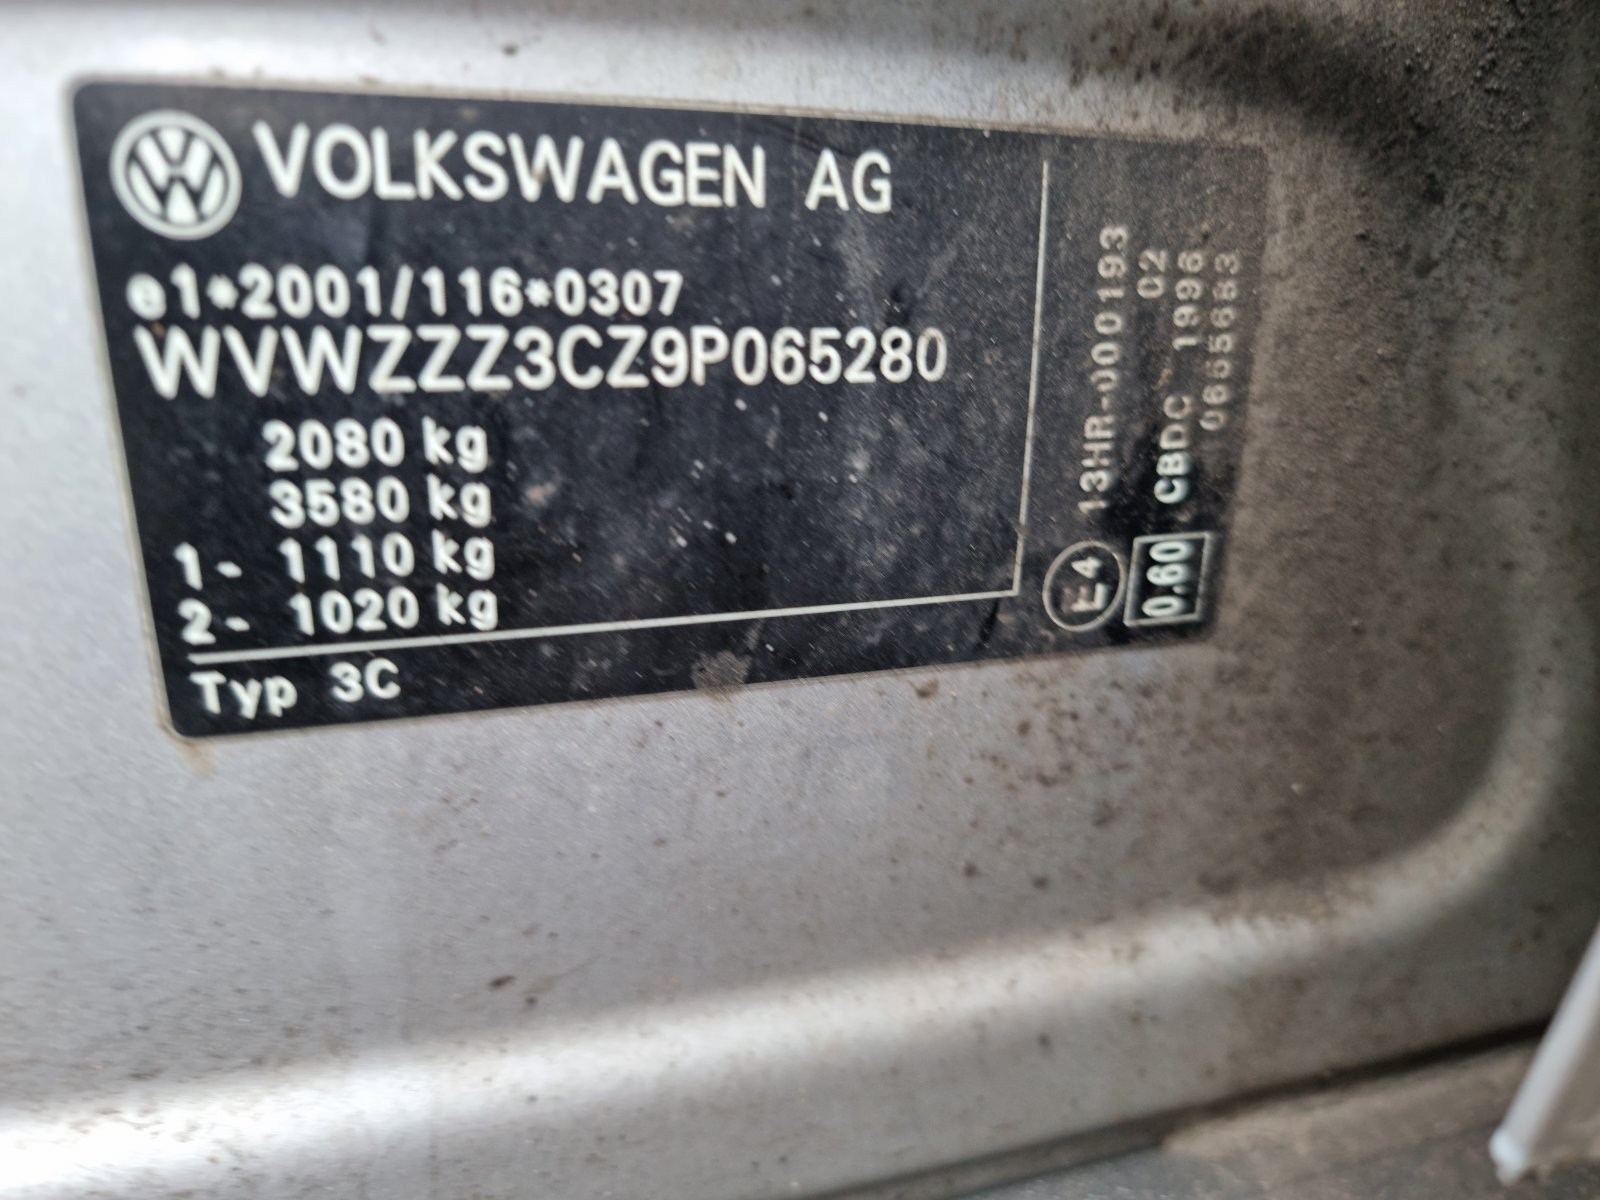 VOLKSWAGEN AG
e1*2001/116*0307
WVWZZZ3CZ9P065280
2080 kg
3580 kg
1- 1110 kg
2- 1020 kg
Typ 3C
E4 13HR-000193
02
0.60 CBDC 1996
0665683